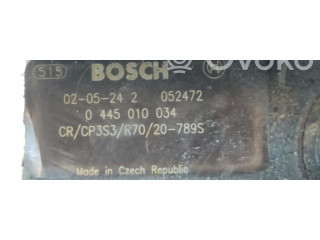 515 BOSCH
02-05-24 2 052472
0 445 010 034
CR/CP3S3/R70/20-789S
Made in Czech Republic